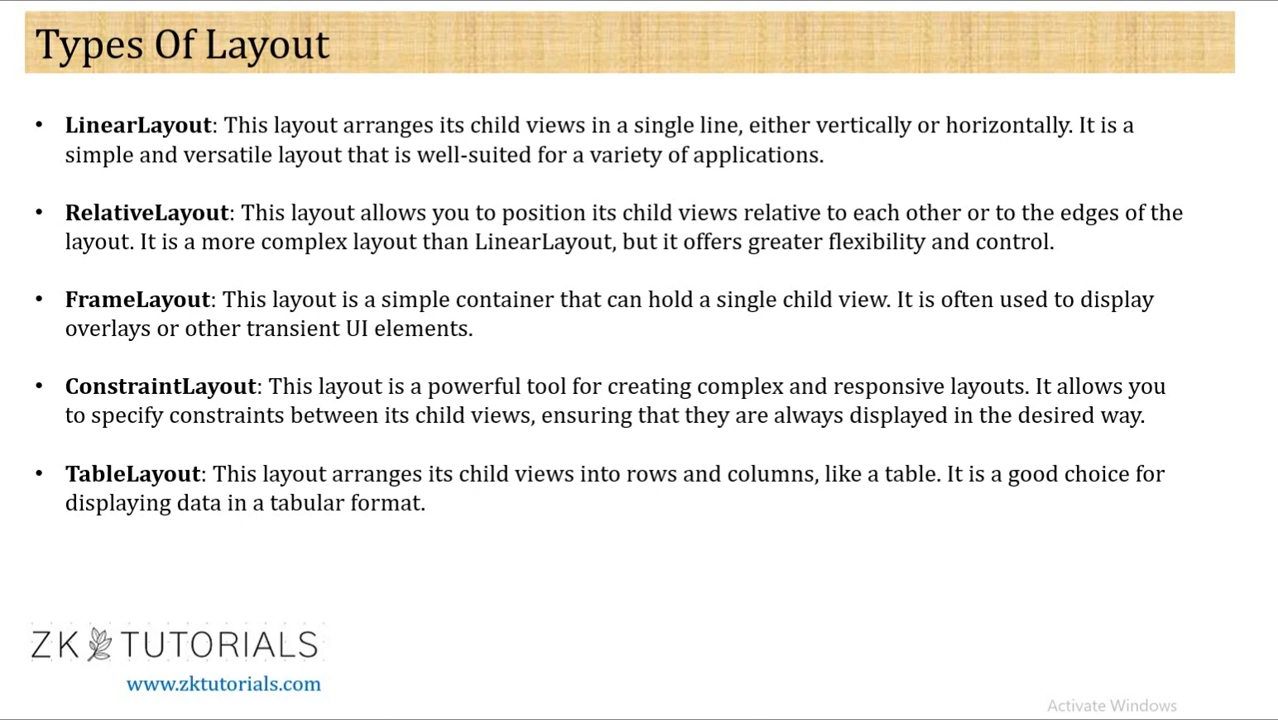 Types Of Layout
• LinearLayout: This layout arranges its child views in a single line, either vertically or horizontally. It is a
simple and versatile layout that is well-suited for a variety of applications.
• RelativeLayout: This layout allows you to position its child views relative to each other or to the edges of the
layout. It is a more complex layout than LinearLayout, but it offers greater flexibility and control.
• FrameLayout: This layout is a simple container that can hold a single child view. It is often used to display
overlays or other transient UI elements.
• ConstraintLayout: This layout is a powerful tool for creating complex and responsive layouts. It allows you
to specify constraints between its child views, ensuring that they are always displayed in the desired way.
• TableLayout: This layout arranges its child views into rows and columns, like a table. It is a good choice for
displaying data in a tabular format.
ZK TUTORIALS
www.zktutorials.com
Activate Windows